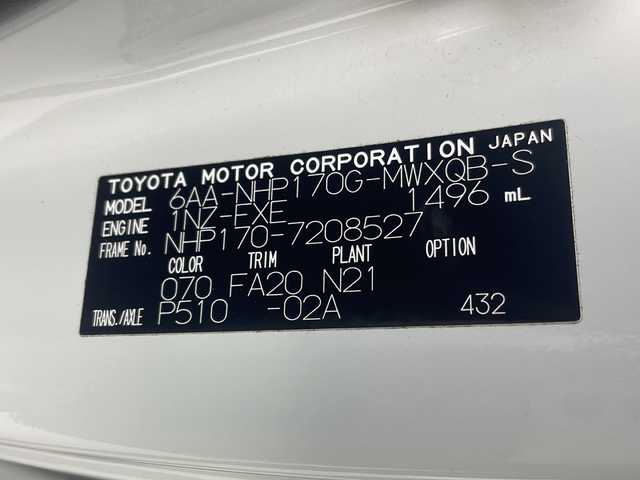 TOYOTA MOTOR CORPORATION JAPAN
MODEL 6AA-NHP170G-MWXQB-S
ENGINE 1NZ-EXE 1496 mL
FRAME No. NHP170-7208527
COLOR TRIM PLANT OPTION
070 FA20 N21
TRANS./AXLE P510 -02A 432